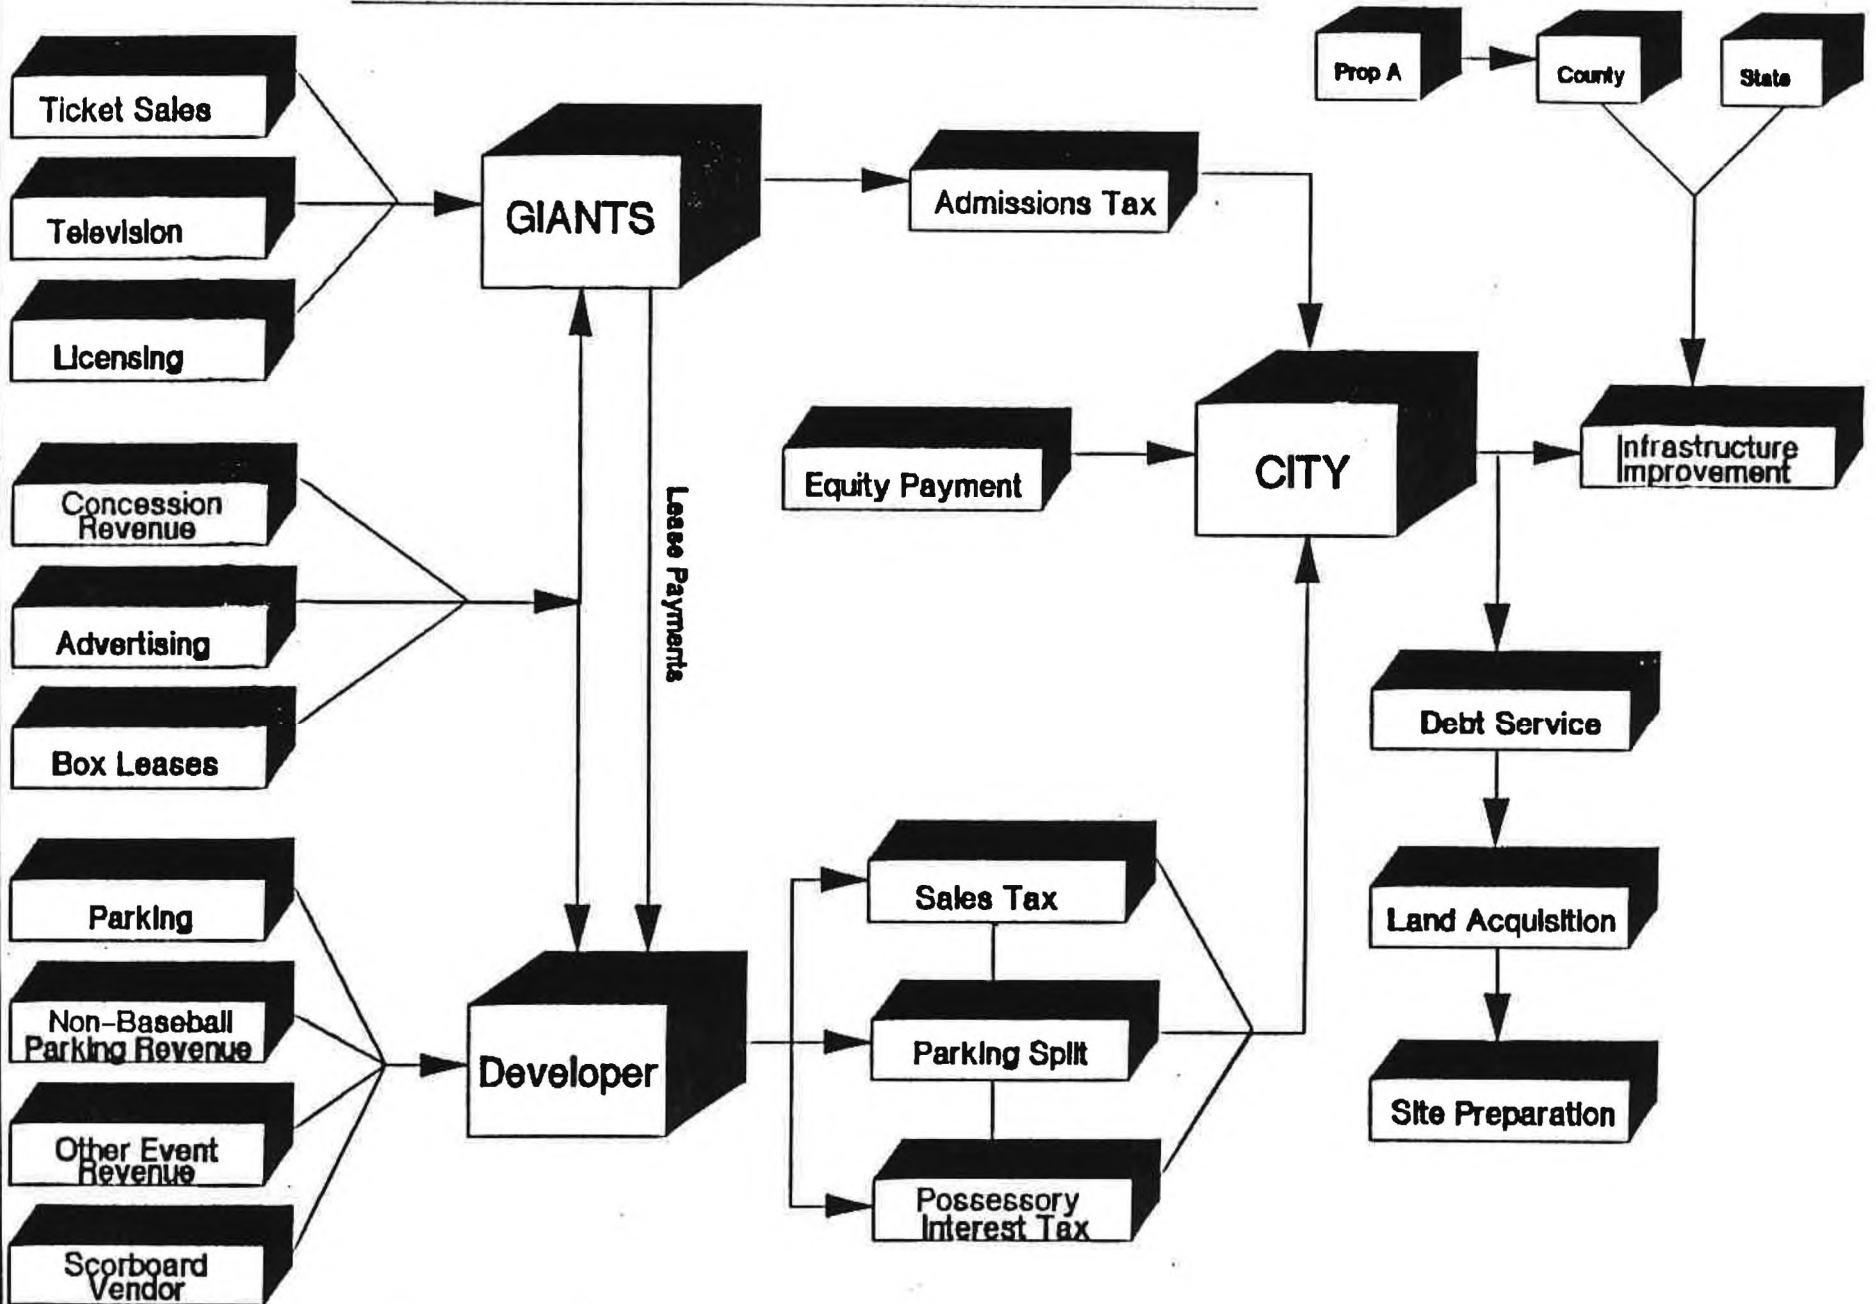 Prop A
County
State
Ticket Sales
Television
Licensing
GIANTS
Admissions Tax
Equity Payment
CITY
Infrastructure
Improvement
Concession
Revenue
Advertising
Box Leases
Lease Payments
Debt Service
Land Acquisition
Site Preparation
Parking
Non-Baseball
Parking Revenue
Other Event
Revenue
Scorboard
Vendor
Developer
Sales Tax
Parking Split
Possessory
Interest Tax